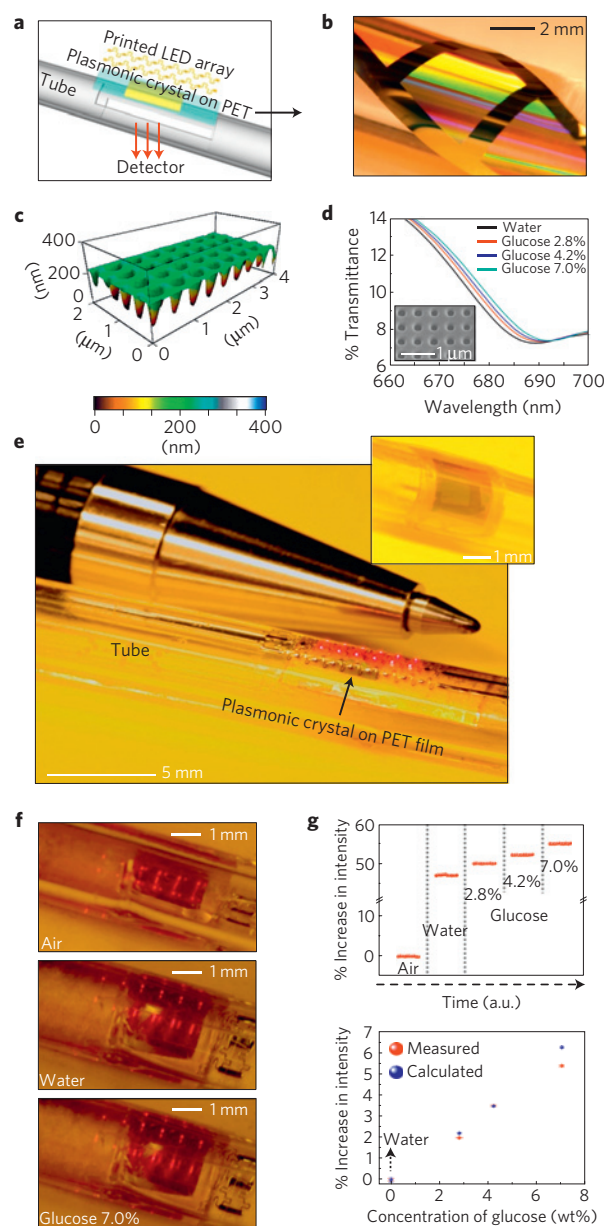 a
Printed LED array
Plasmonic crystal on PET
Tube
Detector
b
2 mm
c
400
200
0
(nm)
2
1
0
(µm)
0
1
2
3
4
(µm)
0
200
400
(nm)
d
14
12
10
8
% Transmittance
Water
Glucose 2.8%
Glucose 4.2%
Glucose 7.0%
1 µm
660
670
680
690
700
Wavelength (nm)
e
1 mm
Tube
Plasmonic crystal on PET film
5 mm
f
1 mm
Air
1 mm
Water
1 mm
Glucose 7.0%
g
% Increase in intensity
60
50
10
0
Air
Water
2.8%
4.2%
7.0%
Glucose
Time (a.u.)
% Increase in intensity
7
6
5
4
3
2
1
0
Measured
Calculated
Water
0
2
4
6
8
Concentration of glucose (wt%)